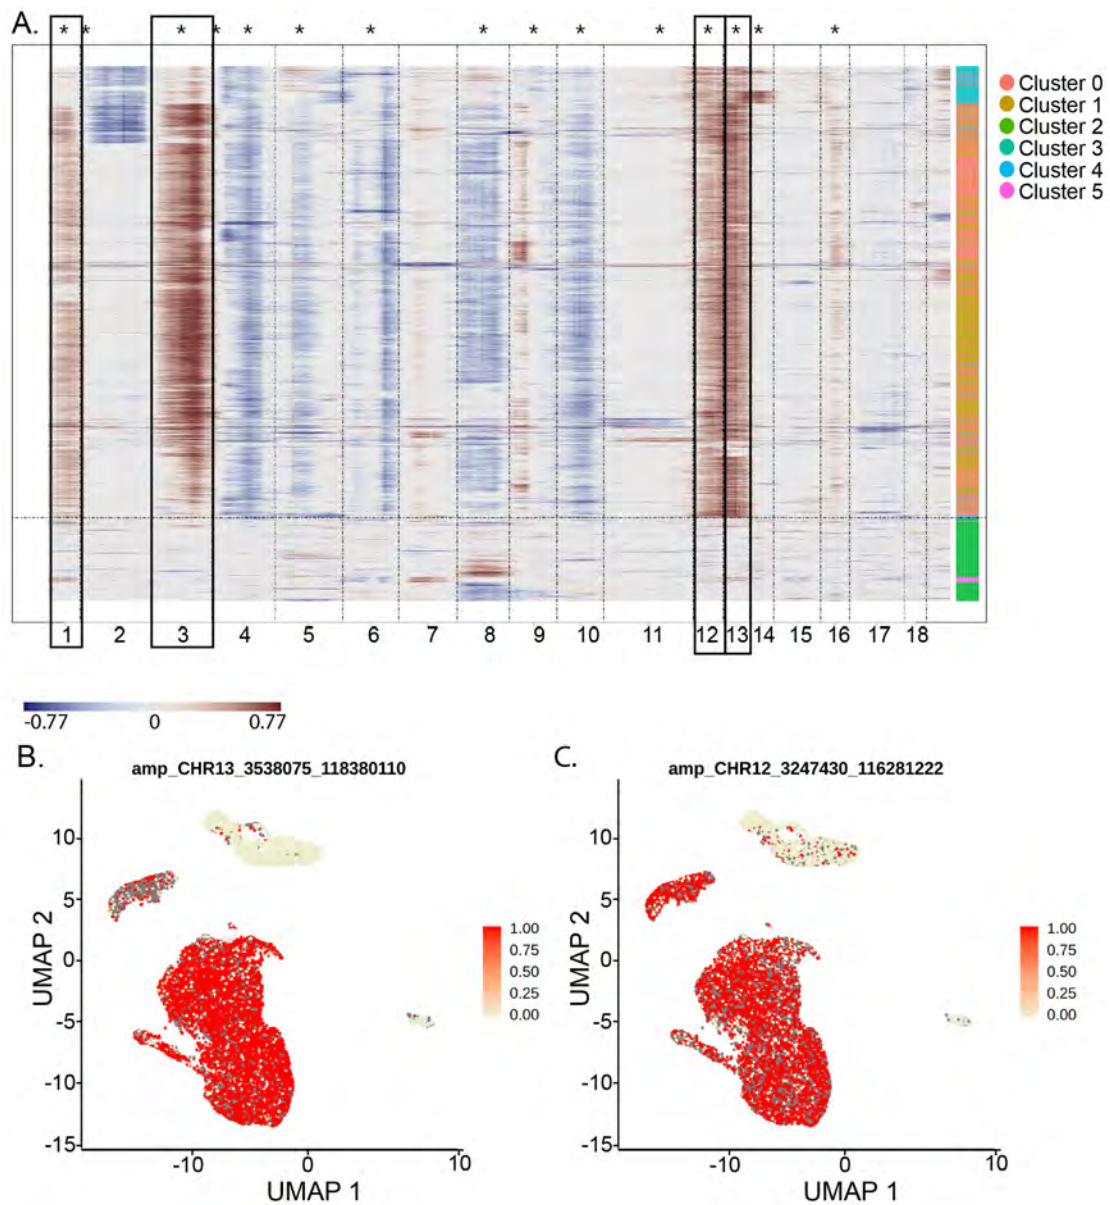 A.
* * * * * * * * * * * * * * *
Cluster 0
Cluster 1
Cluster 2
Cluster 3
Cluster 4
Cluster 5
1 2 3 4 5 6 7 8 9 10 11 12 13 14 15 16 17 18
-0.77 0 0.77
B.
amp_CHR13_3538075_118380110
10
5
0
-5
-10
-15
UMAP 2
-10 0 10
UMAP 1
1.00
0.75
0.50
0.25
0.00
C.
amp_CHR12_3247430_116281222
10
5
0
-5
-10
-15
UMAP 2
-10 0 10
UMAP 1
1.00
0.75
0.50
0.25
0.00